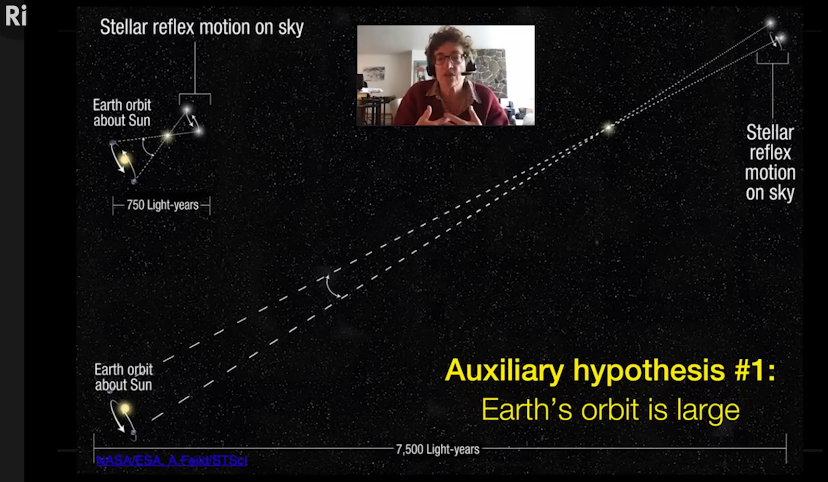 Ri
Stellar reflex motion on sky
Earth orbit
about Sun
750 Light-years
Stellar
reflex
motion
on sky
Auxiliary hypothesis #1:
Earth's orbit is large
Earth orbit
about Sun
7,500 Light-years
NASA/ESA, A.Feild/STScI